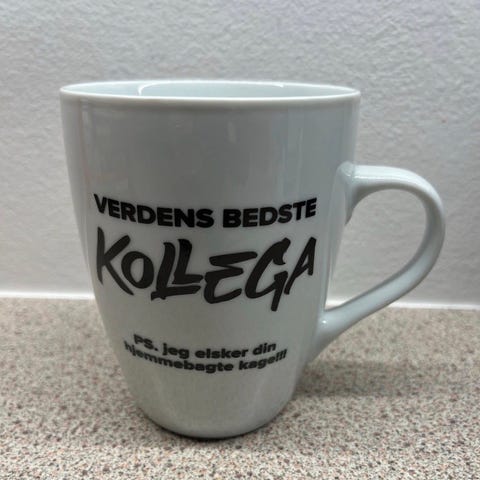 VERDENS BEDSTE
KOLLEGA
PS. jeg elsker din
hjemmebagte kage!!!